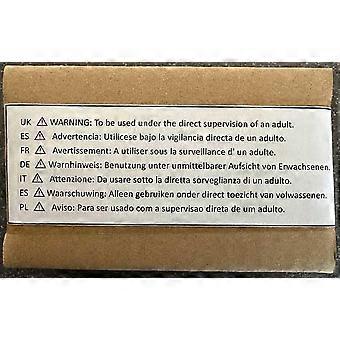 UK ⚠ WARNING: To be used under the direct supervision of an adult.
ES ⚠ Advertencia: Utilicese bajo la vigilancia directa de un adulto.
FR ⚠ Avertissement: A utiliser sous la surveillance d' un adulte.
DE ⚠ Warnhinweis: Benutzung unter unmittelbarer Aufsicht von Erwachsenen.
IT ⚠ Attenzione: Da usare sotto la diretta sorveglianza di un adulto.
ES ⚠ Waarschuwing: Alleen gebruiken onder direct toezicht van volwassenen.
PL ⚠ Aviso: Para ser usado com a supervisao direta de um adulto.